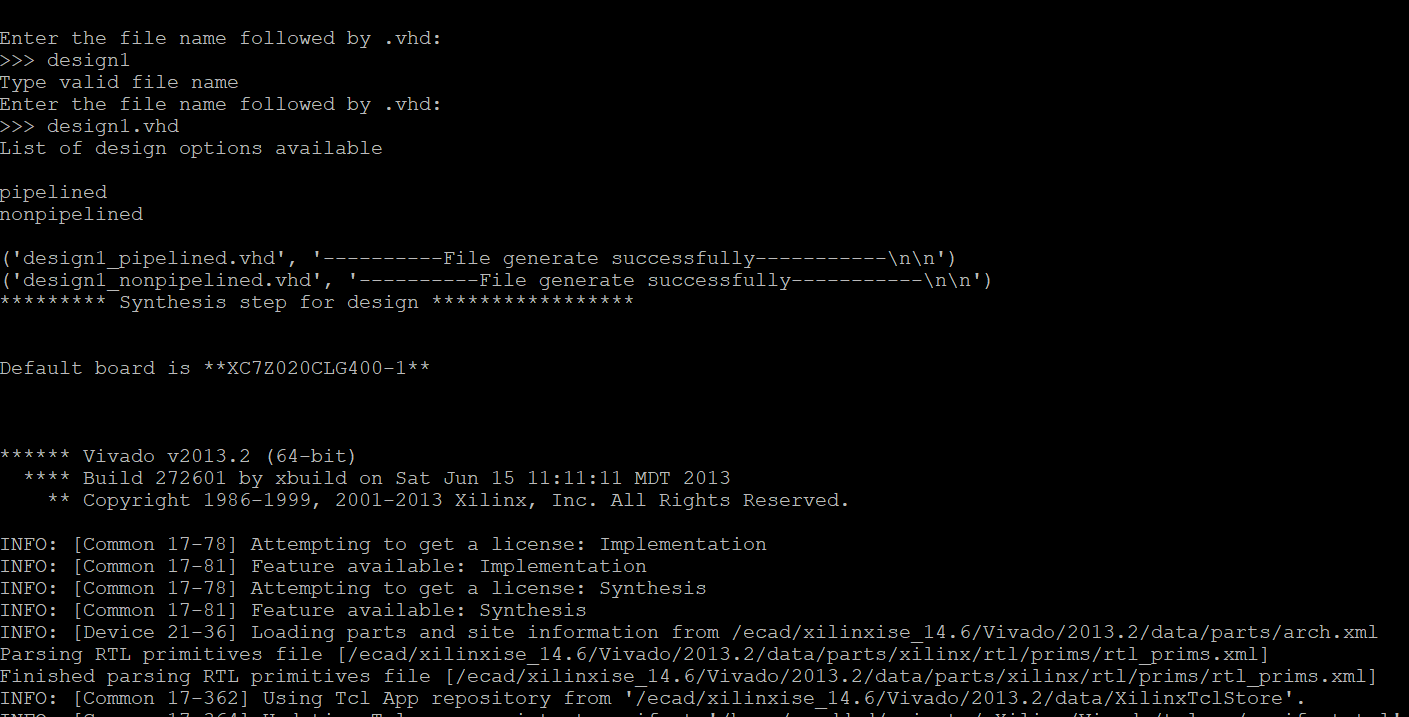 Enter the file name followed by .vhd:
>>> design1
Type valid file name
Enter the file name followed by .vhd:
>>> design1.vhd
List of design options available
pipelined
nonpipelined
('design1_pipelined.vhd', '----------File generate successfully-----------\n\n')
('design1_nonpipelined.vhd', '----------File generate successfully-----------\n\n')
********* Synthesis step for design *****************
Default board is **XC7Z020CLG400-1**
****** Vivado v2013.2 (64-bit)
**** Build 272601 by xbuild on Sat Jun 15 11:11:11 MDT 2013
** Copyright 1986-1999, 2001-2013 Xilinx, Inc. All Rights Reserved.
INFO: [Common 17-78] Attempting to get a license: Implementation
INFO: [Common 17-81] Feature available: Implementation
INFO: [Common 17-78] Attempting to get a license: Synthesis
INFO: [Common 17-81] Feature available: Synthesis
INFO: [Device 21-36] Loading parts and site information from /ecad/xilinxise_14.6/Vivado/2013.2/data/parts/arch.xml
Parsing RTL primitives file [/ecad/xilinxise_14.6/Vivado/2013.2/data/parts/xilinx/rtl/prims/rtl_prims.xml]
Finished parsing RTL primitives file [/ecad/xilinxise_14.6/Vivado/2013.2/data/parts/xilinx/rtl/prims/rtl_prims.xml]
INFO: [Common 17-362] Using Tcl App repository from '/ecad/xilinxise_14.6/Vivado/2013.2/data/XilinxTclStore'.